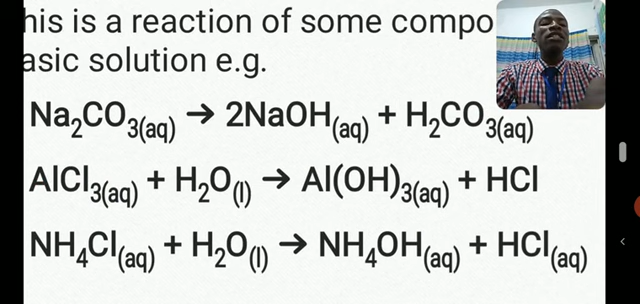 his is a reaction of some compo
asic solution e.g.
Na₂CO₃(aq) → 2NaOH(aq) + H₂CO₃(aq)
AlCl₃(aq) + H₂O(l) → Al(OH)₃(aq) + HCl
NH₄Cl(aq) + H₂O(l) → NH₄OH(aq) + HCl(aq)